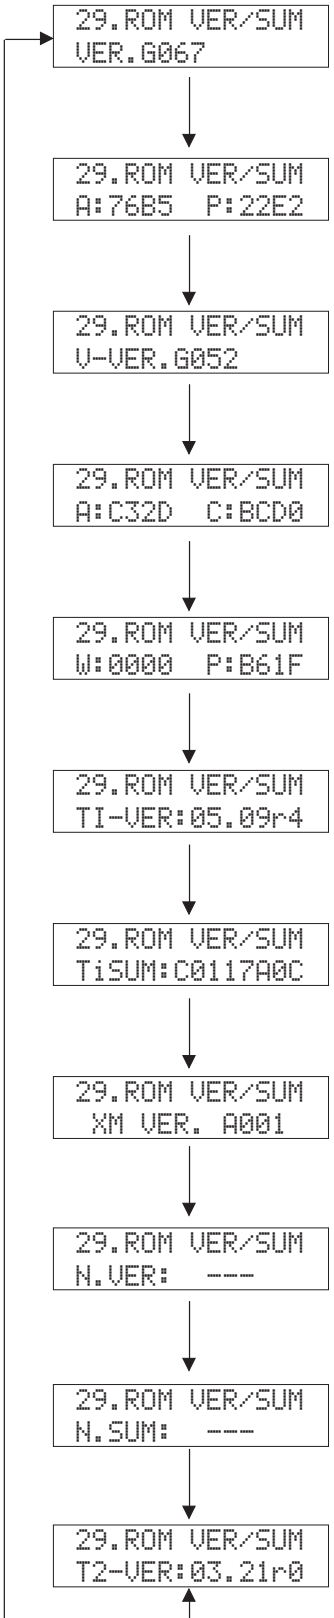 29.ROM VER/SUM
VER.G067
29.ROM VER/SUM
A:76B5 P:22E2
29.ROM VER/SUM
V-VER.G052
29.ROM VER/SUM
A:C32D C:BCD0
29.ROM VER/SUM
W:0000 P:B61F
29.ROM VER/SUM
TI-VER:05.09r4
29.ROM VER/SUM
TiSUM:C0117A0C
29.ROM VER/SUM
XM VER. A001
29.ROM VER/SUM
N.VER: ---
29.ROM VER/SUM
N.SUM: ---
29.ROM VER/SUM
T2-VER:03.21r0